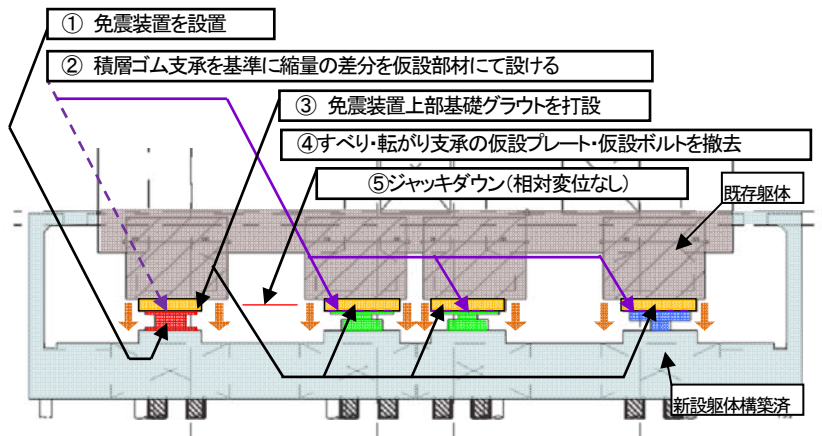 ① 免震装置を設置
② 積層ゴム支承を基準に縮量の差分を仮設部材にて設ける
③ 免震装置上部基礎グラウトを打設
④すべり・転がり支承の仮設プレート・仮設ボルトを撤去
⑤ジャッキダウン(相対変位なし)
既存躯体
新設躯体構築済